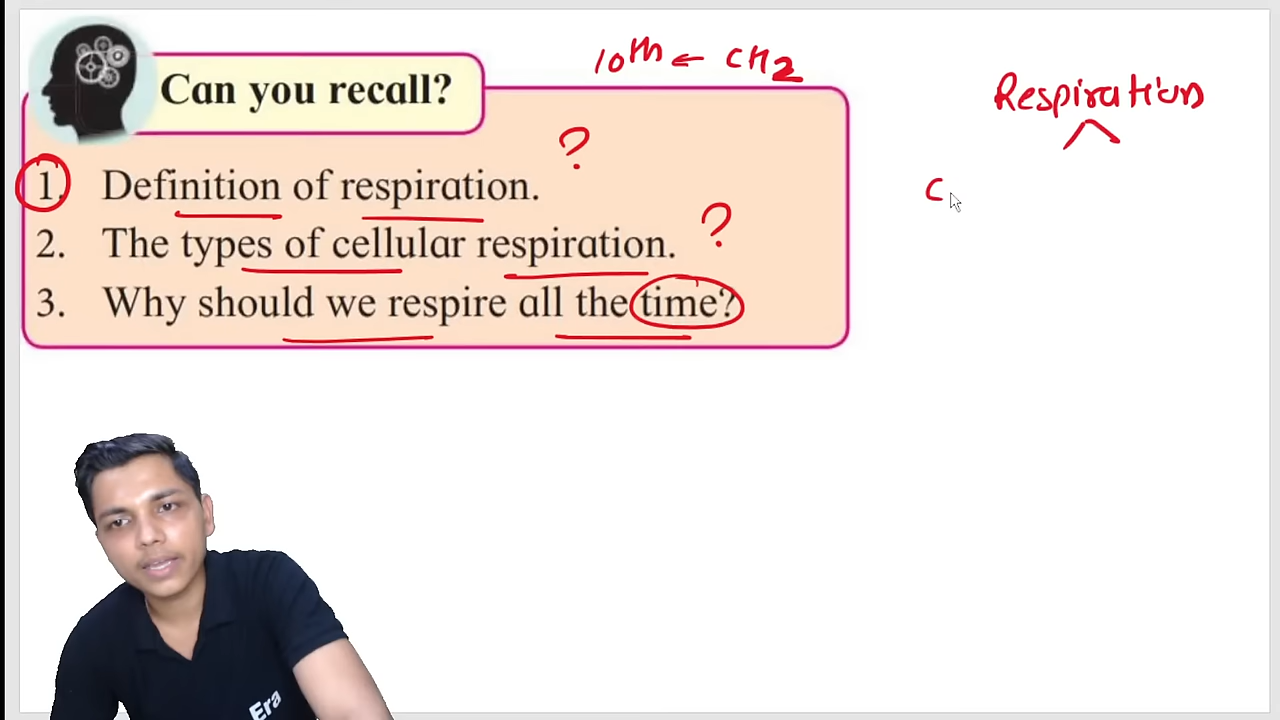 10th ← CH2
Can you recall?
Respiration
1. Definition of respiration. ?
C
2. The types of cellular respiration. ?
3. Why should we respire all the time?
Era